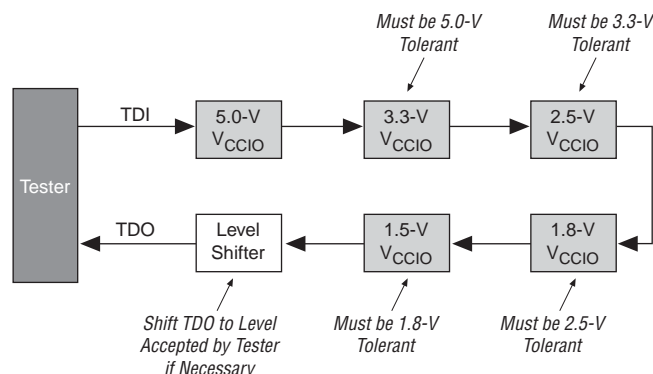 Must be 5.0-V
Tolerant
Must be 3.3-V
Tolerant
Tester
TDI
5.0-V
VCCIO
3.3-V
VCCIO
2.5-V
VCCIO
TDO
Level
Shifter
1.5-V
VCCIO
1.8-V
VCCIO
Shift TDO to Level
Accepted by Tester
if Necessary
Must be 1.8-V
Tolerant
Must be 2.5-V
Tolerant